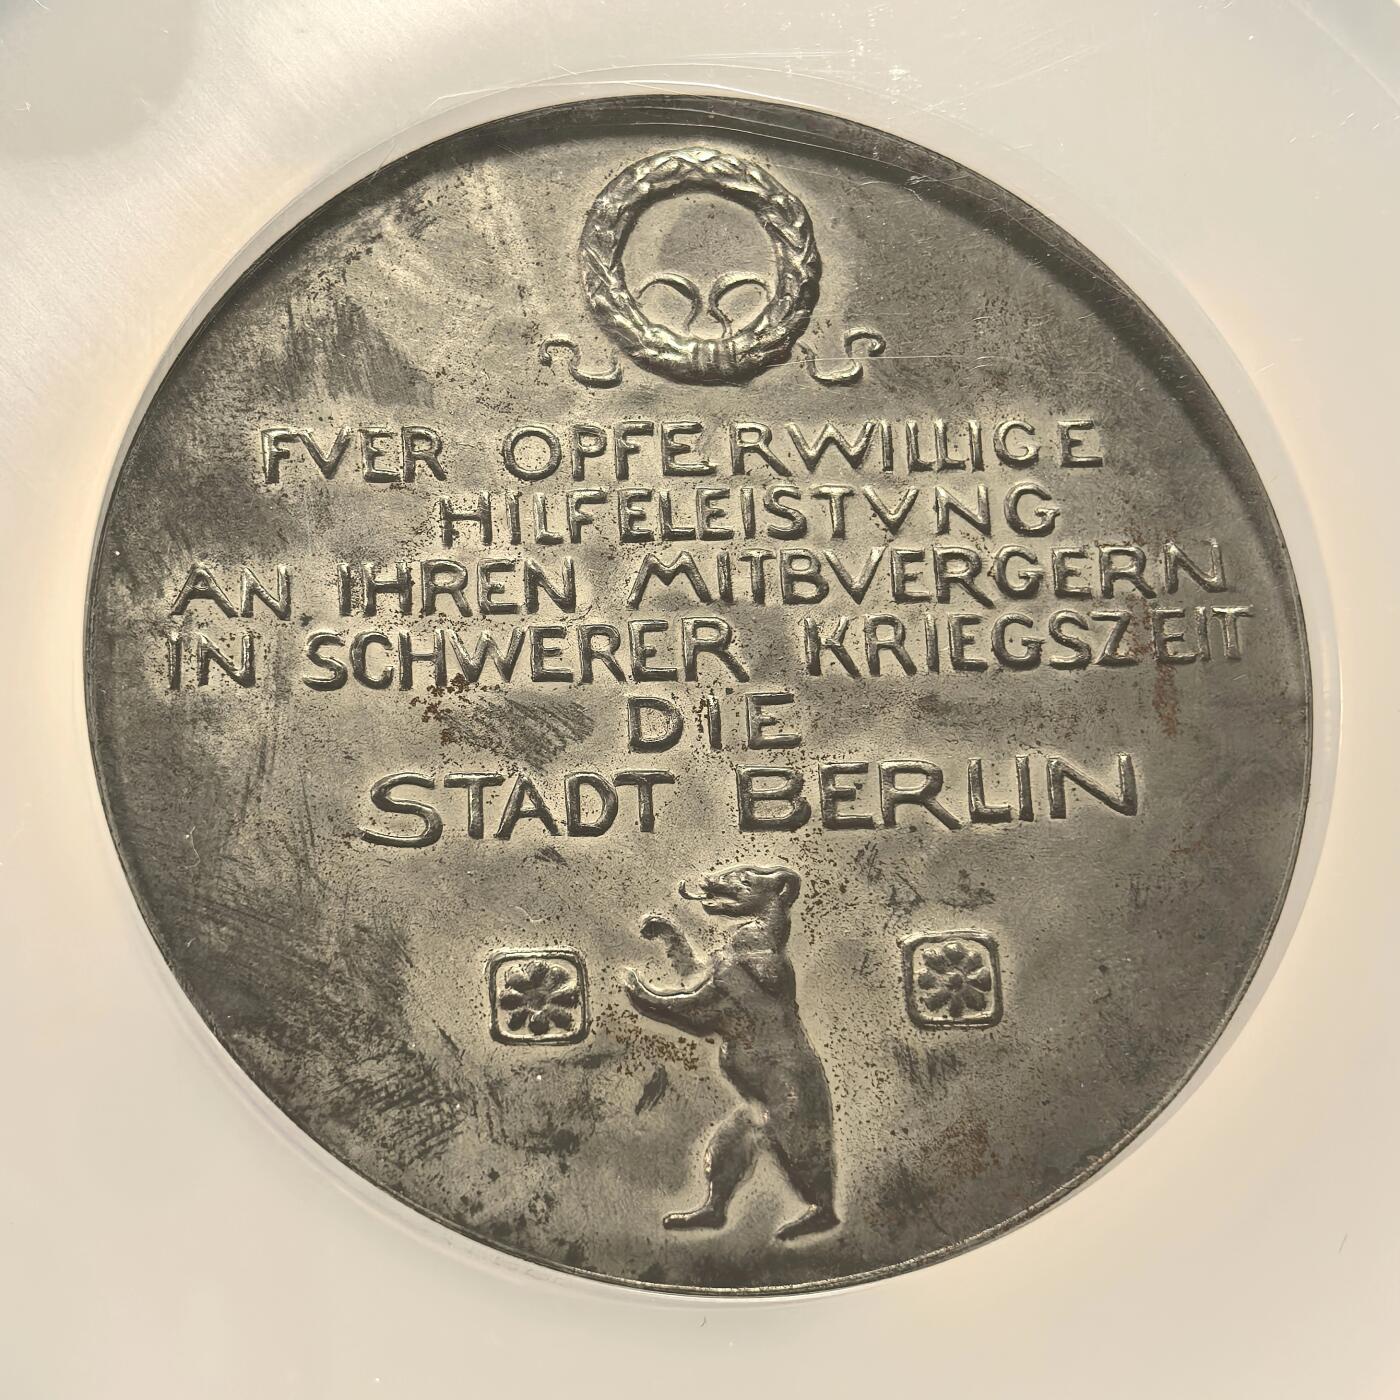 FVER OPFERWILLIGE
HILFELEISTVNG
AN IHREN MITBVERGERN
IN SCHWERER KRIEGSZEIT
DIE
STADT BERLIN